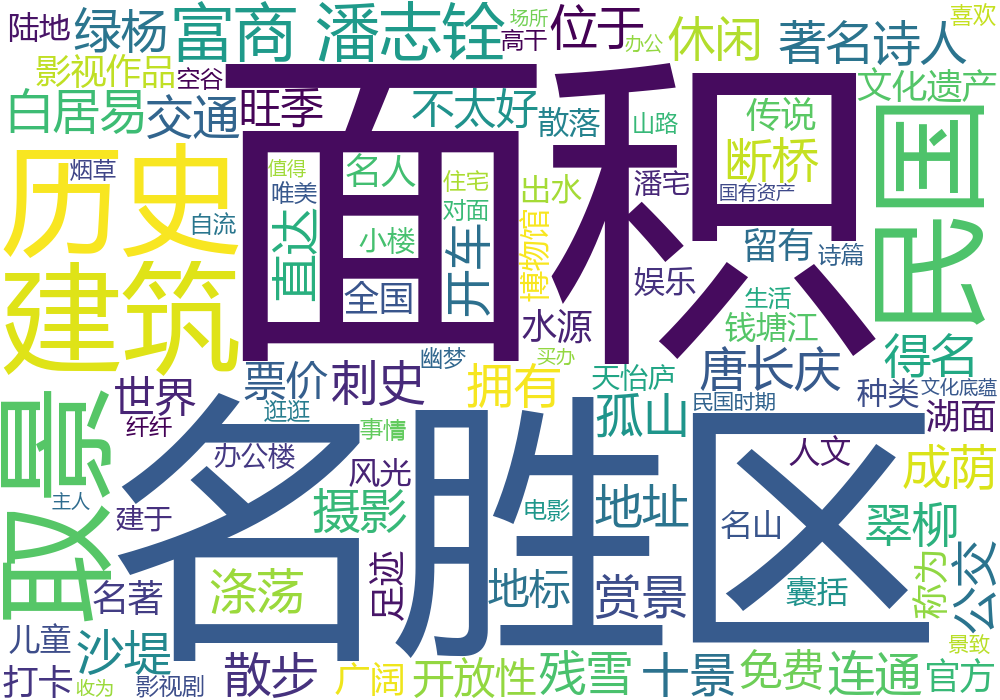 陆地
绿杨
富商
潘志铨
场所
高干
位于
办公
休闲
著名诗人
喜欢
影视作品
空谷
文化遗产
白居易
交通
旺季
面积
不太好
散落
山路
传说
断桥
民国
历史
烟草
自流
值得
唯美
名人
住宅
对面
出水
潘宅
国有资产
直达
小楼
开车
博物馆
留有
诗篇
全国
娱乐
生活
建筑
水源
钱塘江
幽梦
买办
得名
世界
票价
刺史
拥有
天怡庐
唐长庆
种类
文化底蕴
纤纤
逛逛
事情
孤山
民国时期
湖面
取景
名胜区
办公楼
风光
人文
成荫
主人
建于
摄影
电影
地址
名山
翠柳
名著
涤荡
足迹
地标
赏景
囊括
称为
公交
儿童
沙堤
景致
打卡
收为
影视剧
散步
广阔
开放性
残雪
十景
免费
连通
官方